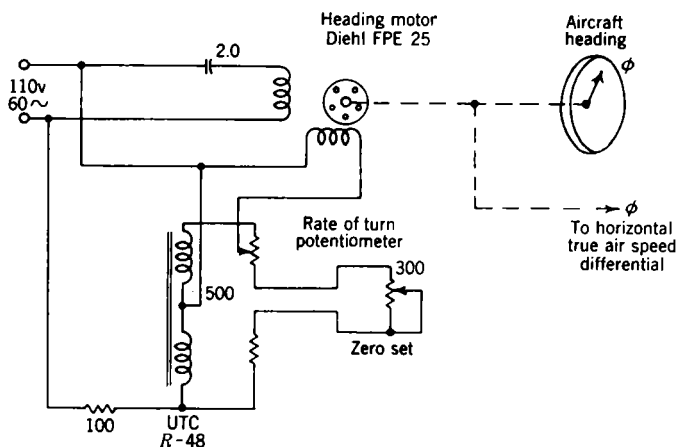 Heading motor
Diehl FPE 25
Aircraft
heading
2.0
ϕ
110v
60~
ϕ
To horizontal
true air speed
differential
Rate of turn
potentiometer
500
300
Zero set
100
UTC
R-48